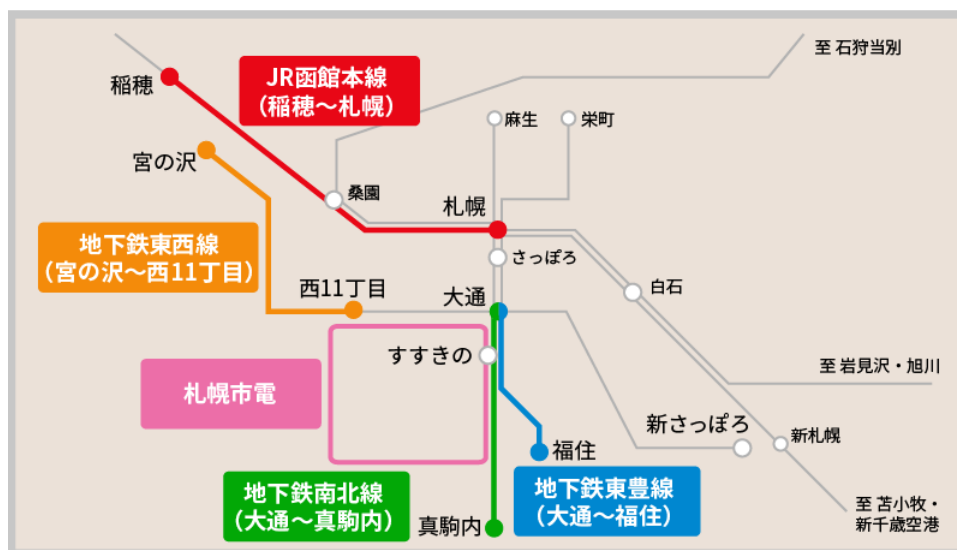 至 石狩当別
稲穂
JR函館本線
（稲穂～札幌）
麻生
栄町
宮の沢
桑園
札幌
地下鉄東西線
（宮の沢～西11丁目）
さっぽろ
西11丁目
大通
白石
すすきの
至 岩見沢・旭川
札幌市電
新さっぽろ
新札幌
福住
地下鉄南北線
（大通～真駒内）
地下鉄東豊線
（大通～福住）
真駒内
至 苫小牧・
新千歳空港